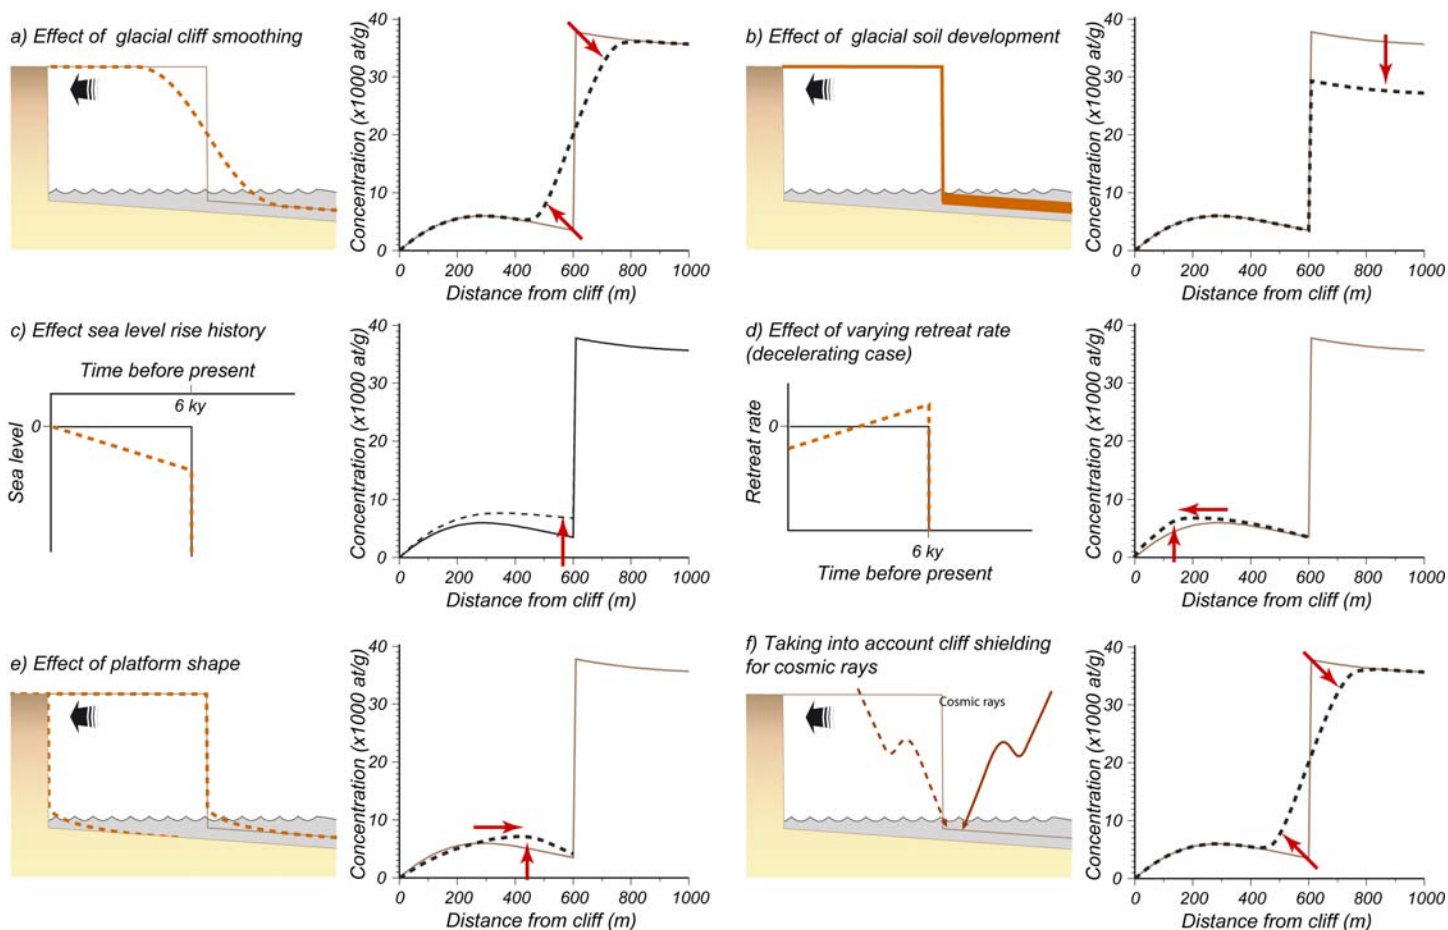 a) Effect of glacial cliff smoothing
Concentration (x1000 at/g)
40
30
20
10
0
0 200 400 600 800 1000
Distance from cliff (m)
b) Effect of glacial soil development
Concentration (x1000 at/g)
40
30
20
10
0
0 200 400 600 800 1000
Distance from cliff (m)
c) Effect sea level rise history
Time before present
6 ky
0
Sea level
Concentration (x1000 at/g)
40
30
20
10
0
0 200 400 600 800 1000
Distance from cliff (m)
d) Effect of varying retreat rate
(decelerating case)
0
Retreat rate
6 ky
Time before present
Concentration (x1000 at/g)
40
30
20
10
0
0 200 400 600 800 1000
Distance from cliff (m)
e) Effect of platform shape
Concentration (x1000 at/g)
40
30
20
10
0
0 200 400 600 800 1000
Distance from cliff (m)
f) Taking into account cliff shielding
for cosmic rays
Cosmic rays
Concentration (x1000 at/g)
40
30
20
10
0
0 200 400 600 800 1000
Distance from cliff (m)